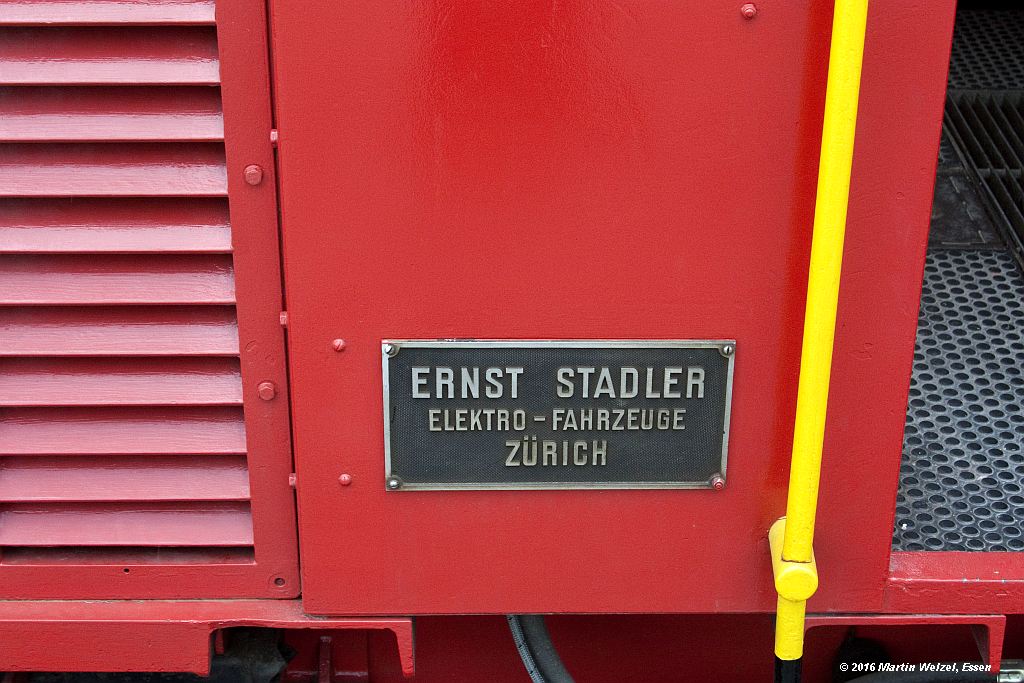 ERNST STADLER
ELEKTRO-FAHRZEUGE
ZÜRICH
© 2016 Martin Welzel, Essen